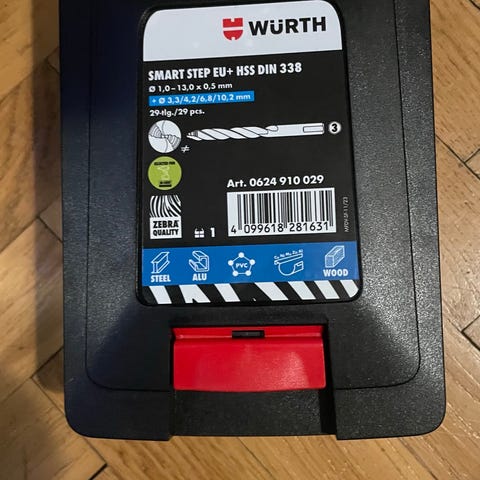 WÜRTH
SMART STEP EU+ HSS DIN 338
Ø 1,0–13,0 x 0,5 mm
+ Ø 3,3/4,2/6,8/10,2 mm
29-tlg./29 pcs.
≠
3
Art. 0624 910 029
ZEBRA
QUALITY
1
4 099618 281631
STEEL
ALU
PVC
WOOD